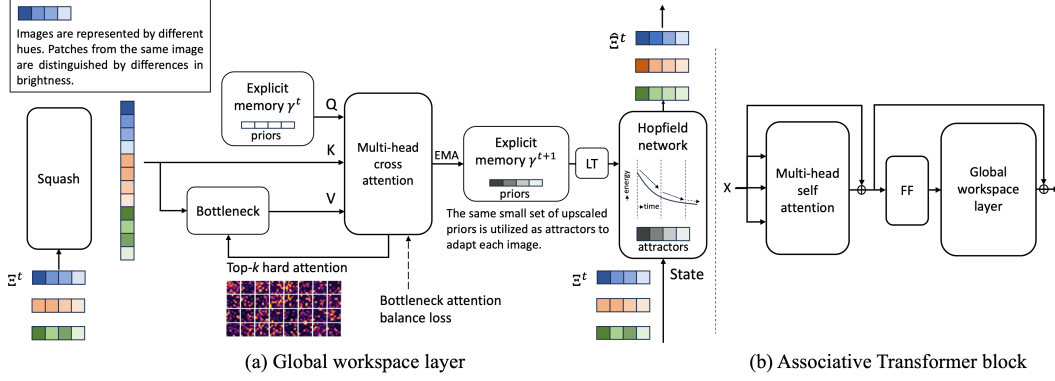 Images are represented by different
hues. Patches from the same image
are distinguished by differences in
brightness.
Squash
Ξ^t
Explicit
memory γ^t
priors
Q
K
V
Bottleneck
Multi-head
cross
attention
Top-k hard attention
Bottleneck attention
balance loss
EMA
Explicit
memory γ^{t+1}
priors
The same small set of upscaled
priors is utilized as attractors to
adapt each image.
LT
Ξ̂^t
Hopfield
network
energy
time
attractors
State
Ξ^t
(a) Global workspace layer
X
Multi-head
self
attention
FF
Global
workspace
layer
(b) Associative Transformer block